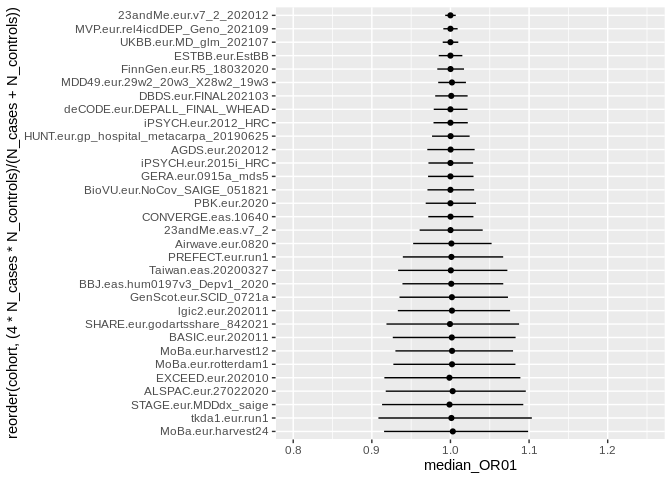 reorder(cohort, (4 * N_cases * N_controls)/(N_cases + N_controls))
23andMe.eur.v7_2_202012
MVP.eur.rel4icdDEP_Geno_202109
UKBB.eur.MD_glm_202107
ESTBB.eur.EstBB
FinnGen.eur.R5_18032020
MDD49.eur.29w2_20w3_X28w2_19w3
DBDS.eur.FINAL202103
deCODE.eur.DEPALL_FINAL_WHEAD
iPSYCH.eur.2012_HRC
HUNT.eur.gp_hospital_metacarpa_20190625
AGDS.eur.202012
iPSYCH.eur.2015i_HRC
GERA.eur.0915a_mds5
BioVU.eur.NoCov_SAIGE_051821
PBK.eur.2020
CONVERGE.eas.10640
23andMe.eas.v7_2
Airwave.eur.0820
PREFECT.eur.run1
Taiwan.eas.20200327
BBJ.eas.hum0197v3_Depv1_2020
GenScot.eur.SCID_0721a
lgic2.eur.202011
SHARE.eur.godartsshare_842021
BASIC.eur.202011
MoBa.eur.harvest12
MoBa.eur.rotterdam1
EXCEED.eur.202010
ALSPAC.eur.27022020
STAGE.eur.MDDdx_saige
tkda1.eur.run1
MoBa.eur.harvest24
0.8 0.9 1.0 1.1 1.2
median_OR01